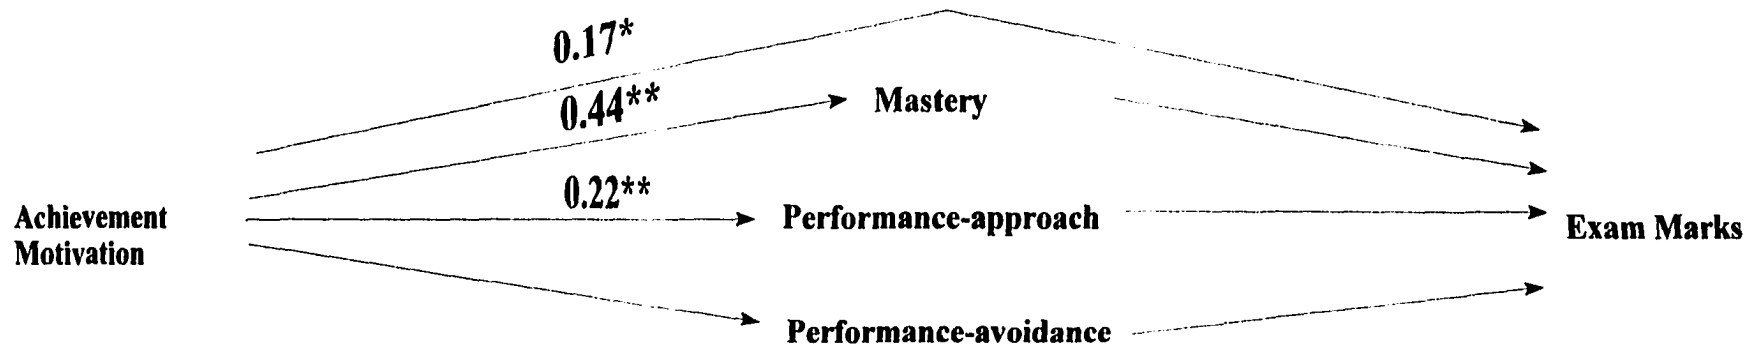 0.17*
0.44**
Mastery
0.22**
Achievement
Motivation
Performance-approach
Exam Marks
Performance-avoidance